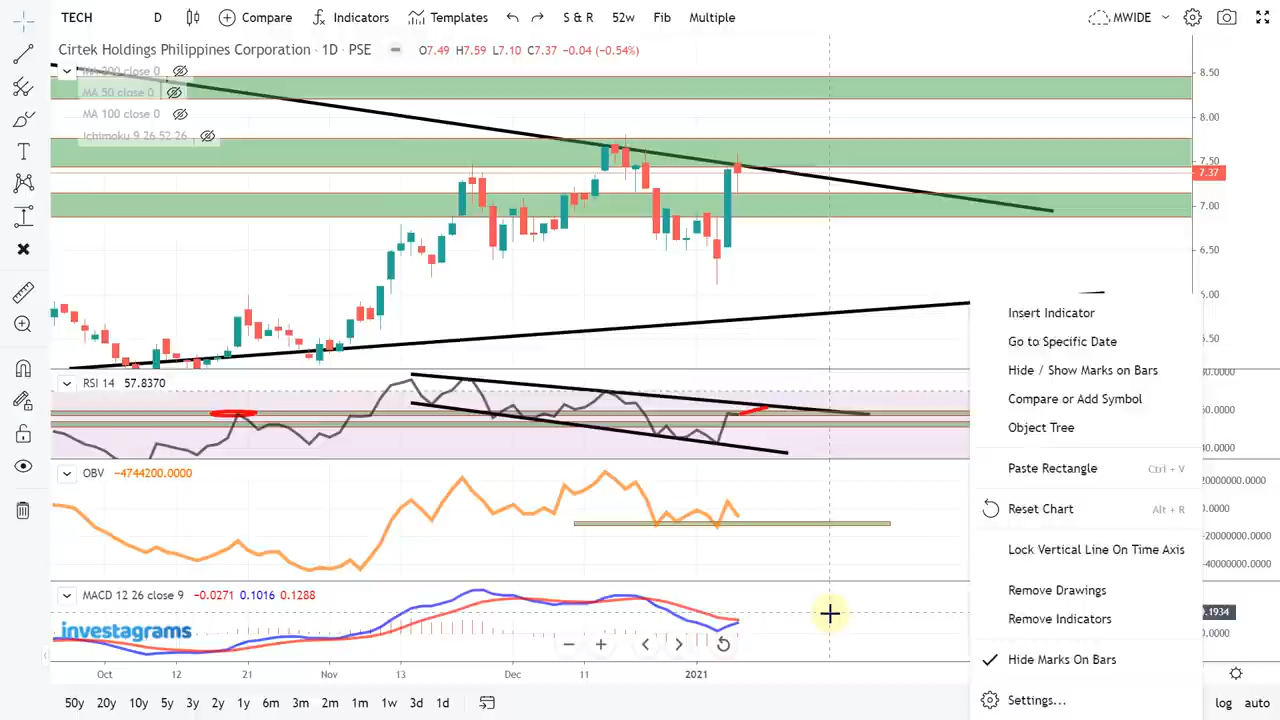 TECH D Compare Indicators Templates S & R 52w Fib Multiple MWIDE
Cirtek Holdings Philippines Corporation · 1D · PSE O7.49 H7.59 L7.10 C7.37 −0.04 (−0.54%)
MA 200 close 0
MA 50 close 0
MA 100 close 0
Ichimoku 9 26 52 26
8.50
8.00
7.50
7.37
7.00
6.50
6.00
5.50
RSI 14 57.8370
OBV −4744200.0000
MACD 12 26 close 9 −0.0271 0.1016 0.1288
investagrams
Insert Indicator
Go to Specific Date
Hide / Show Marks on Bars
Compare or Add Symbol
Object Tree
Paste Rectangle Ctrl + V
Reset Chart Alt + R
Lock Vertical Line On Time Axis
Remove Drawings
Remove Indicators
Hide Marks On Bars
Settings...
Oct 12 21 Nov 13 Dec 11 2021
50y 20y 10y 5y 3y 2y 1y 6m 3m 2m 1m 1w 3d 1d log auto